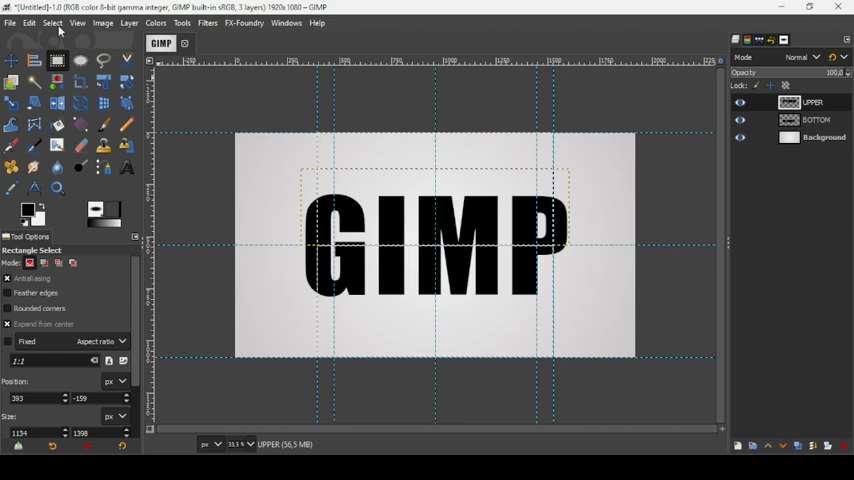 *[Untitled]-1.0 (RGB color 8-bit gamma integer, GIMP built-in sRGB, 3 layers) 1920x1080 – GIMP
File Edit Select View Image Layer Colors Tools Filters FX-Foundry Windows Help
GIMP
Mode Normal
Opacity 100,0
Lock:
UPPER
BOTTOM
Background
GIMP
Tool Options
Rectangle Select
Mode:
Antialiasing
Feather edges
Rounded corners
Expand from center
Fixed Aspect ratio
1:1
Position: px
393 -159
Size: px
1134 1398
px 33,3 % UPPER (56,5 MB)